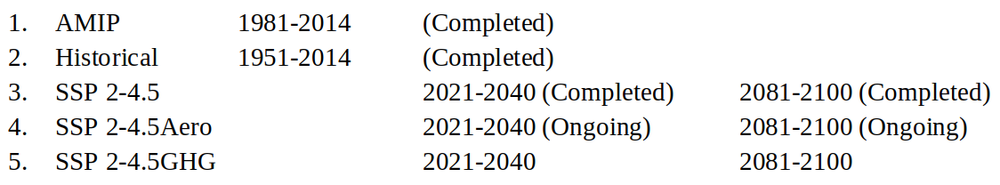 1. AMIP 1981-2014 (Completed)
2. Historical 1951-2014 (Completed)
3. SSP 2-4.5 2021-2040 (Completed) 2081-2100 (Completed)
4. SSP 2-4.5Aero 2021-2040 (Ongoing) 2081-2100 (Ongoing)
5. SSP 2-4.5GHG 2021-2040 2081-2100